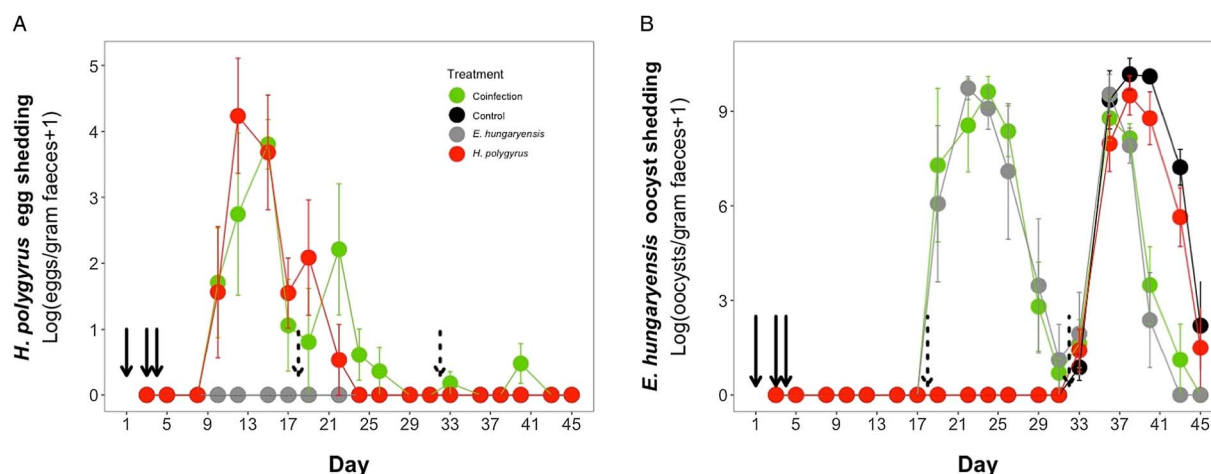 A
H. polygyrus egg shedding
Log(eggs/gram faeces+1)
5
4
3
2
1
0
Treatment
Coinfection
Control
E. hungaryensis
H. polygyrus
1 5 9 13 17 21 25 29 33 37 41 45
Day
B
E. hungaryensis oocyst shedding
Log(oocysts/gram faeces+1)
9
6
3
0
1 5 9 13 17 21 25 29 33 37 41 45
Day